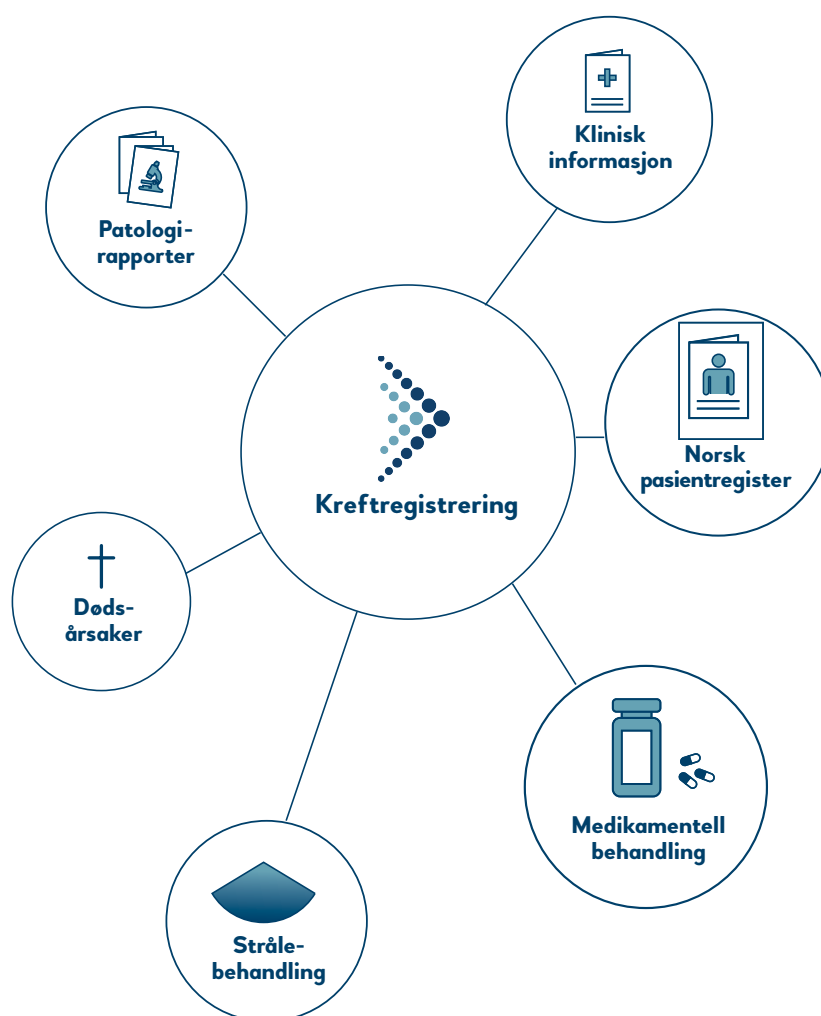 Klinisk
informasjon
Patologi-
rapporter
Norsk
pasientregister
Kreftregistrering
Døds-
årsaker
Medikamentell
behandling
Stråle-
behandling